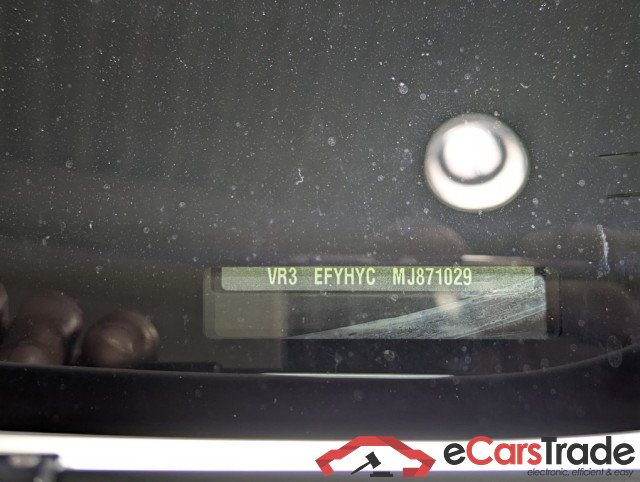 VR3 EFYHYC MJ871029
eCarsTrade
electronic, efficient & easy